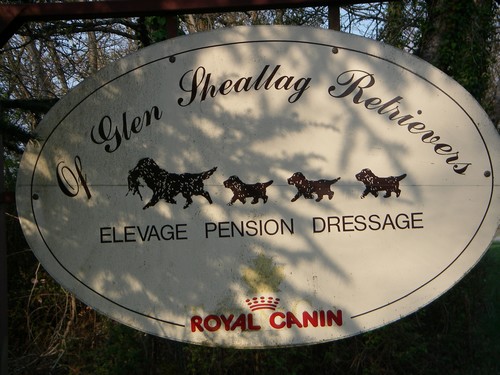 Of Glen Sheallag Retrievers
ELEVAGE PENSION DRESSAGE
ROYAL CANIN